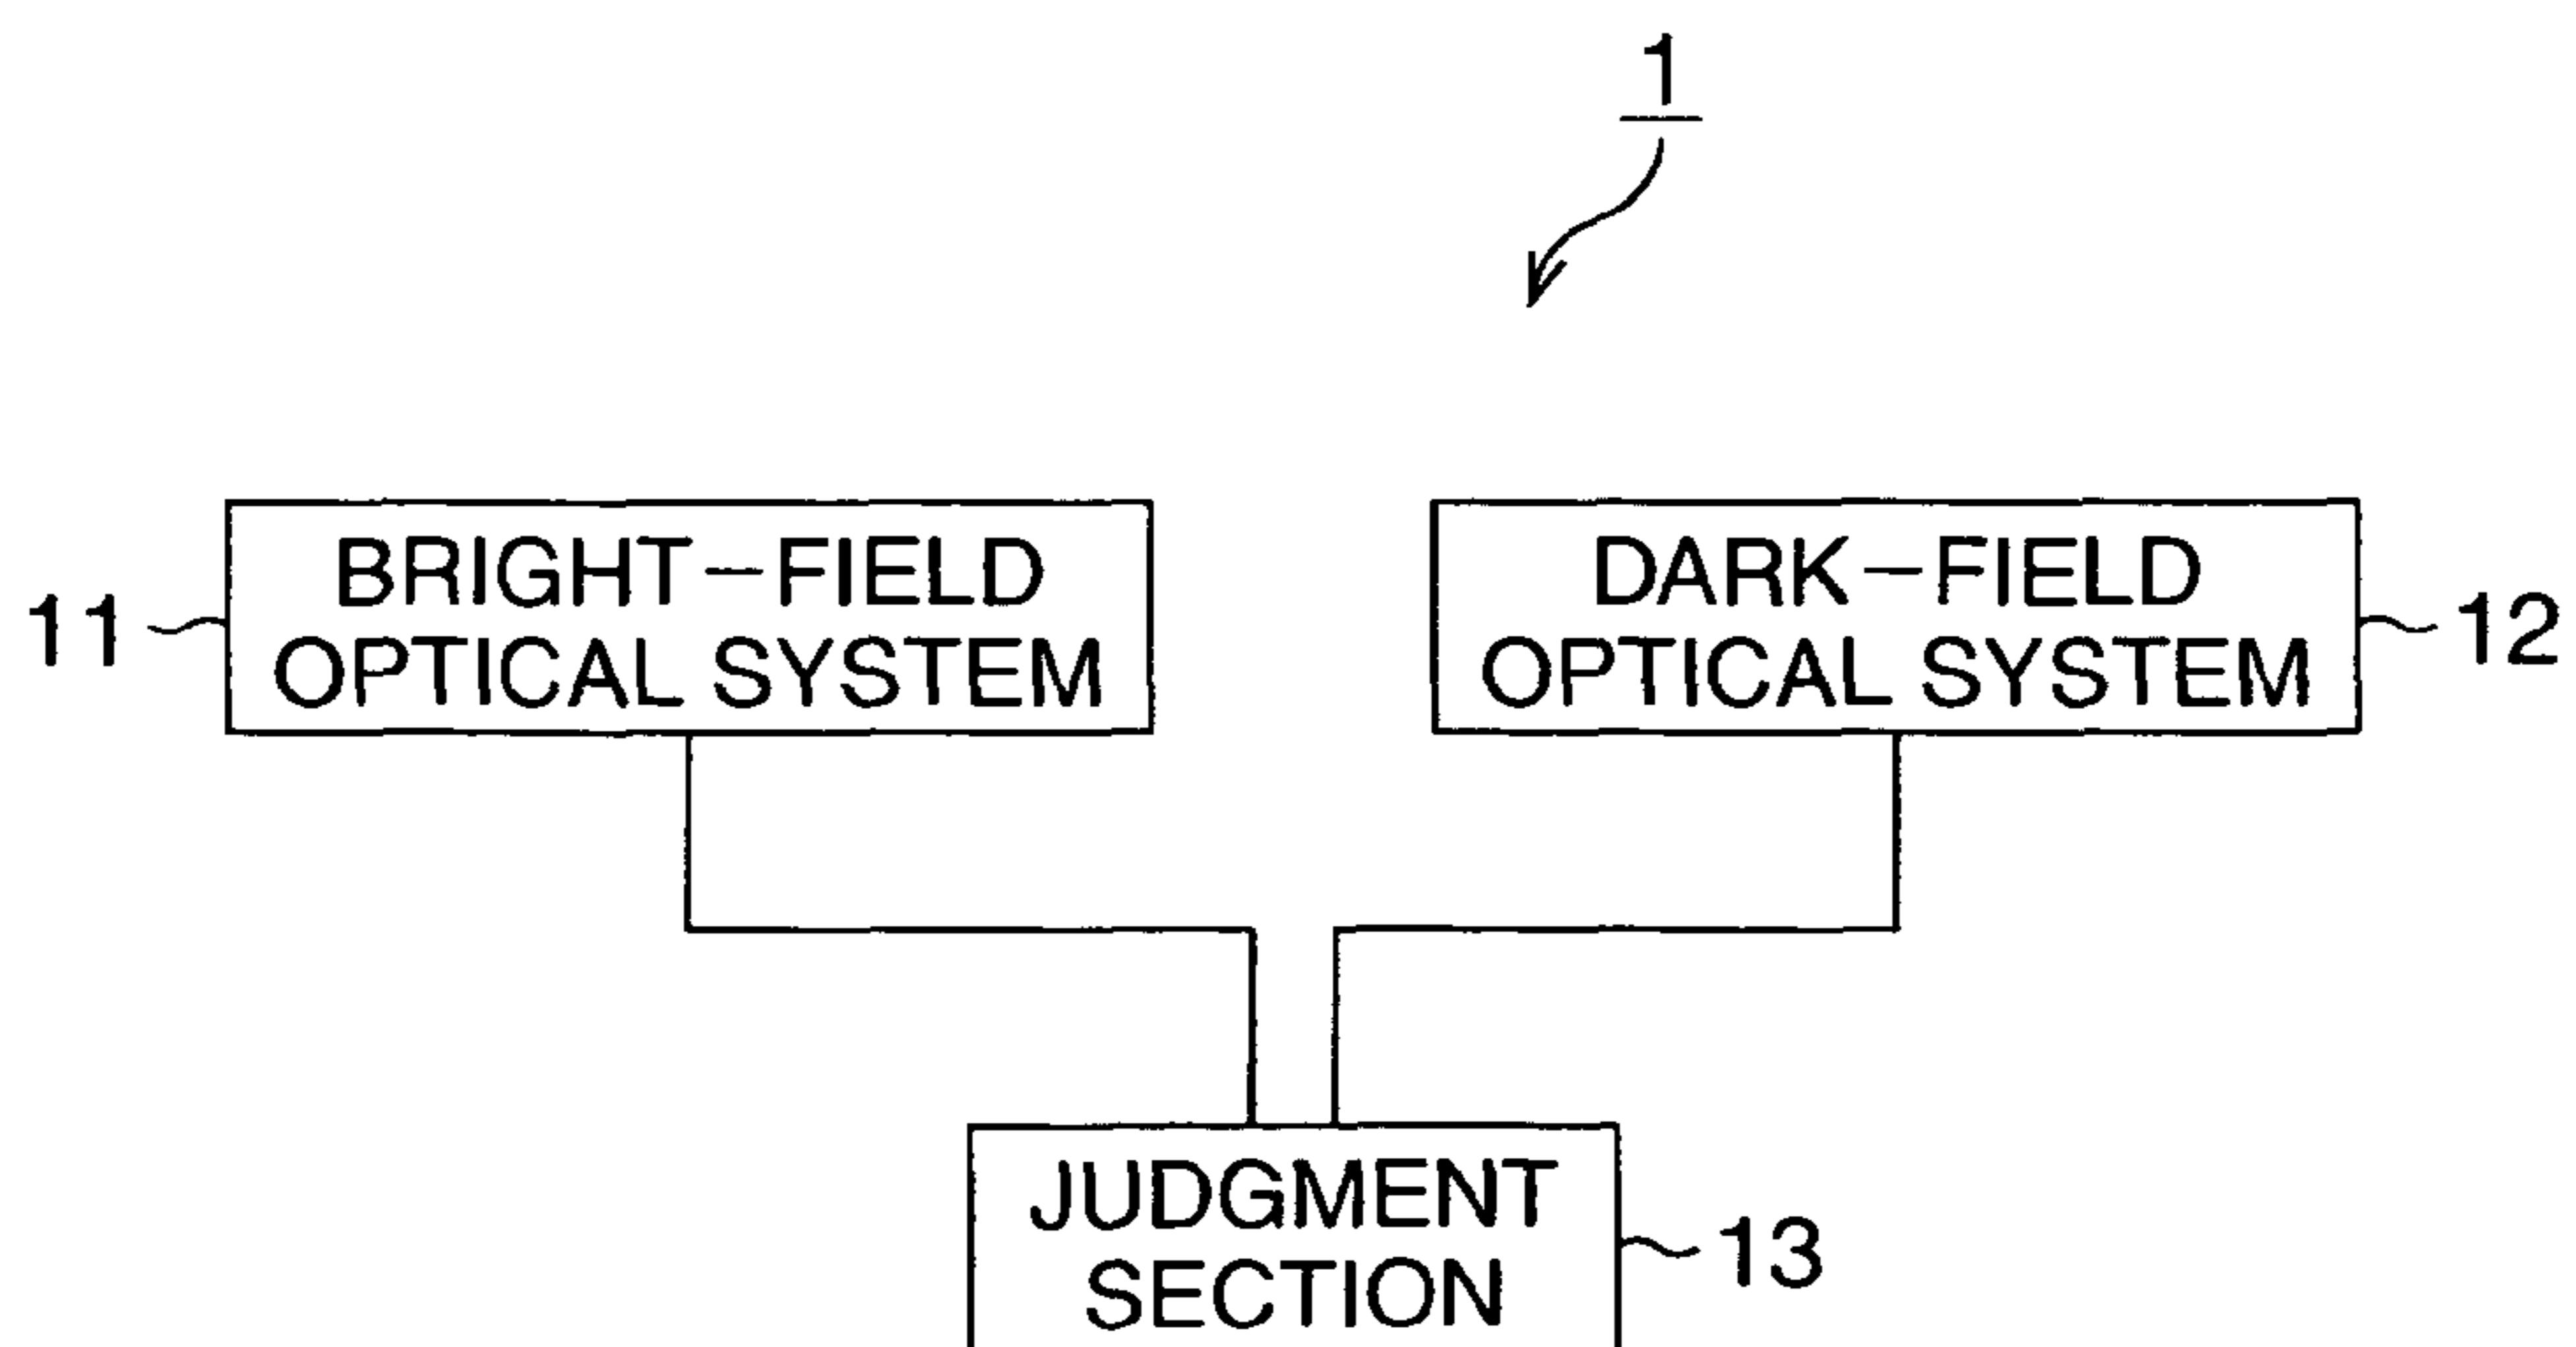 1
11
BRIGHT-FIELD
OPTICAL SYSTEM
DARK-FIELD
OPTICAL SYSTEM
12
JUDGMENT
SECTION
13